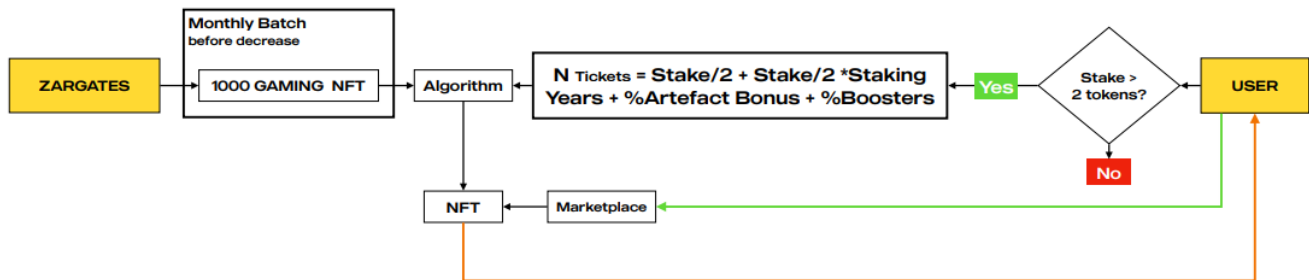 Monthly Batch
before decrease
ZARGATES
1000 GAMING NFT
Algorithm
N Tickets = Stake/2 + Stake/2 *Staking
Years + %Artefact Bonus + %Boosters
Yes
Stake >
2 tokens?
USER
No
NFT
Marketplace